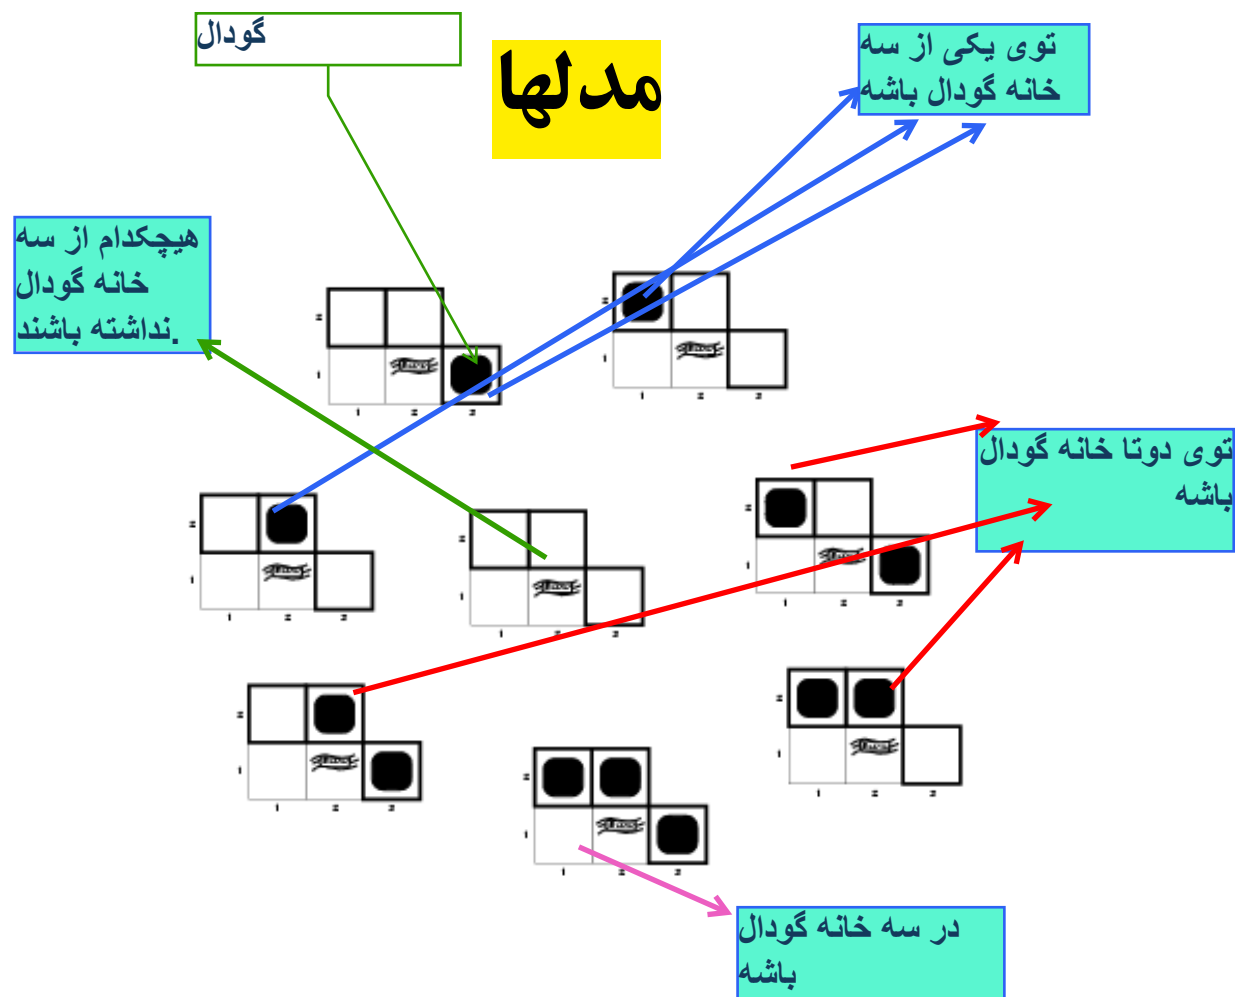 گودال
مدلها
توی یکی از سه
خانه گودال باشه
هیچکدام از سه
خانه گودال
نداشته باشند.
توی دوتا خانه گودال
باشه
در سه خانه گودال
باشه